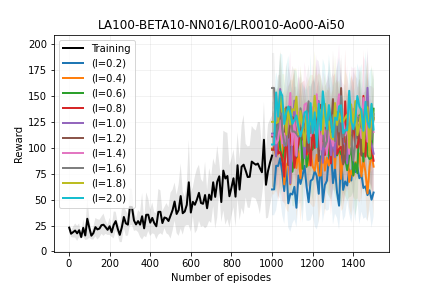 LA100-BETA10-NN016/LR0010-Ao00-Ai50
Reward
200
175
150
125
100
75
50
25
0
Training
(l=0.2)
(l=0.4)
(l=0.6)
(l=0.8)
(l=1.0)
(l=1.2)
(l=1.4)
(l=1.6)
(l=1.8)
(l=2.0)
0 200 400 600 800 1000 1200 1400
Number of episodes